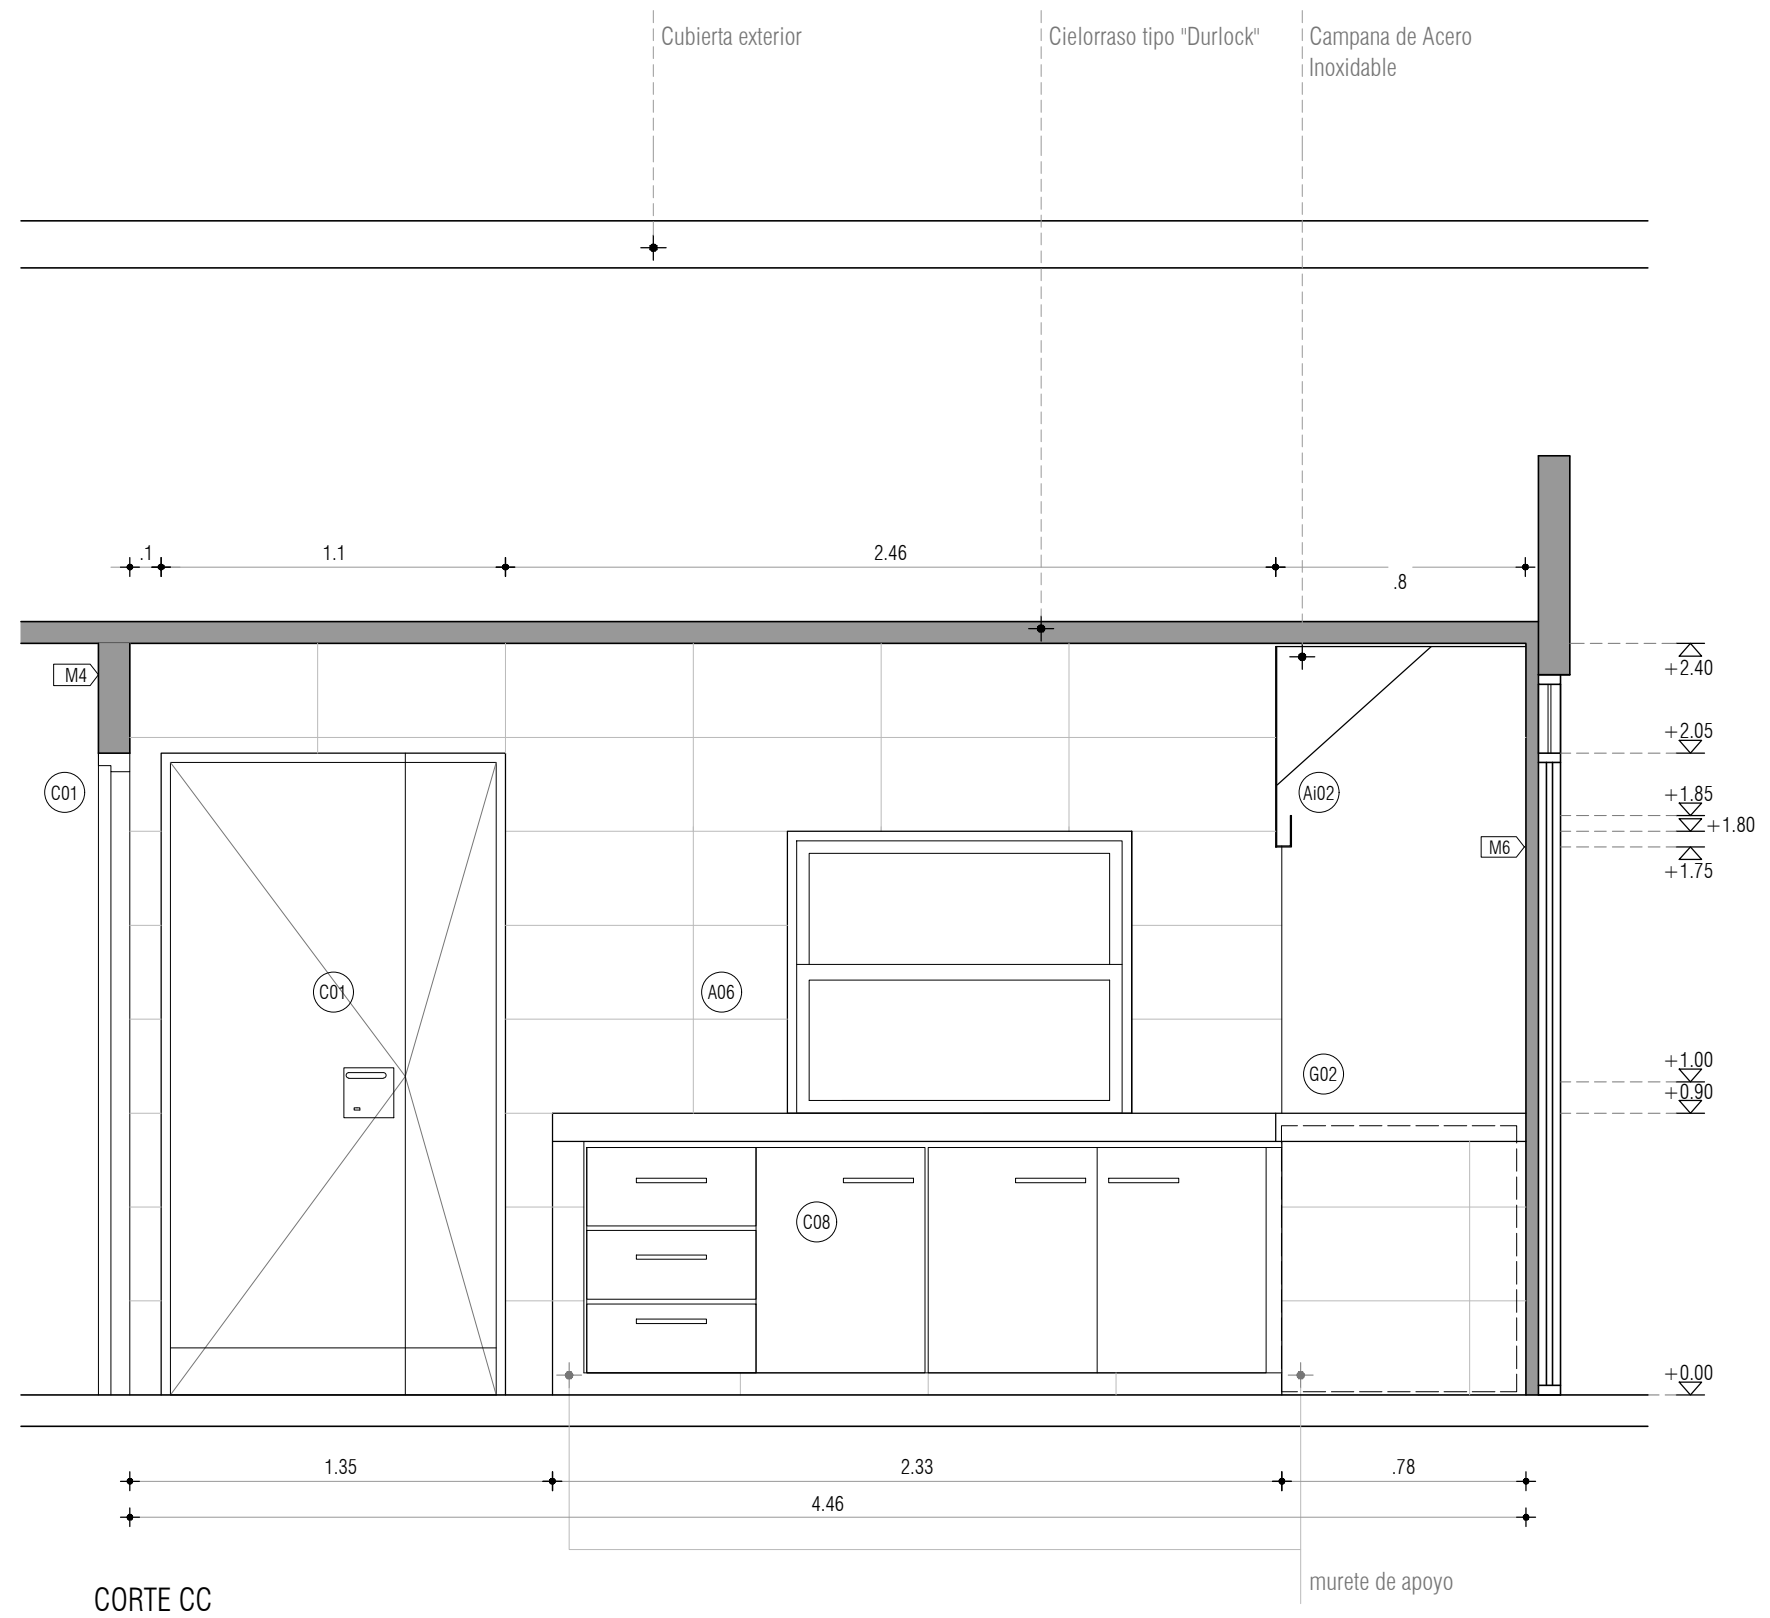 Cubierta exterior
Cielorraso tipo "Durlock"
Campana de Acero
Inoxidable
.1
1.1
2.46
.8
M4
+2.40
+2.05
C01
Ai02
+1.85
+1.80
M6
+1.75
C01
A06
G02
+1.00
+0.90
C08
+0.00
1.35
2.33
.78
4.46
murete de apoyo
CORTE CC